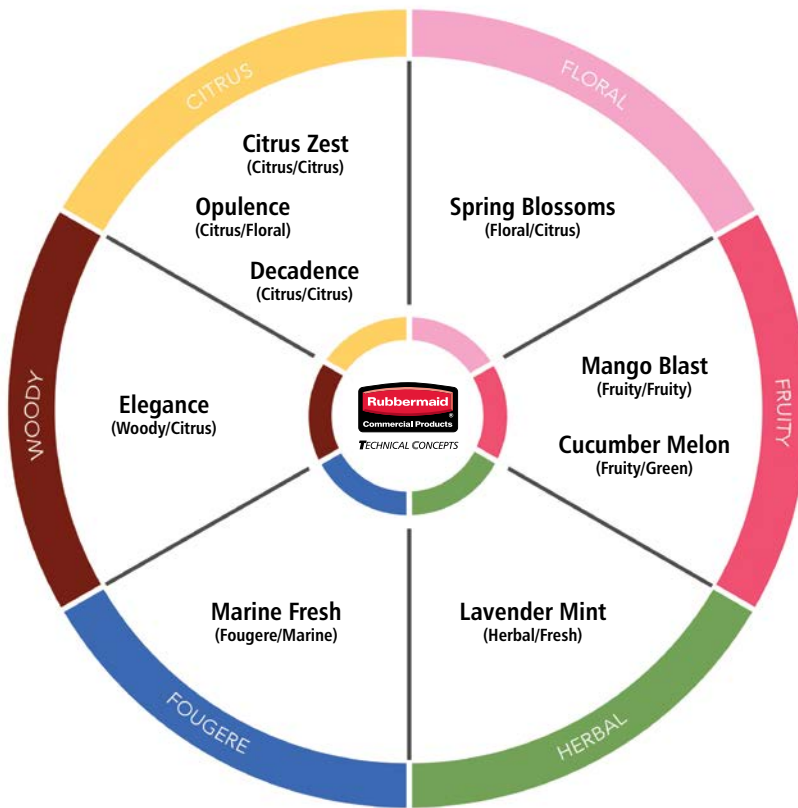 CITRUS
Citrus Zest
(Citrus/Citrus)
Opulence
(Citrus/Floral)
Decadence
(Citrus/Citrus)
FLORAL
Spring Blossoms
(Floral/Citrus)
FRUITY
Mango Blast
(Fruity/Fruity)
Cucumber Melon
(Fruity/Green)
HERBAL
Lavender Mint
(Herbal/Fresh)
FOUGERE
Marine Fresh
(Fougere/Marine)
WOODY
Elegance
(Woody/Citrus)
Rubbermaid
Commercial Products®
TECHNICAL CONCEPTS